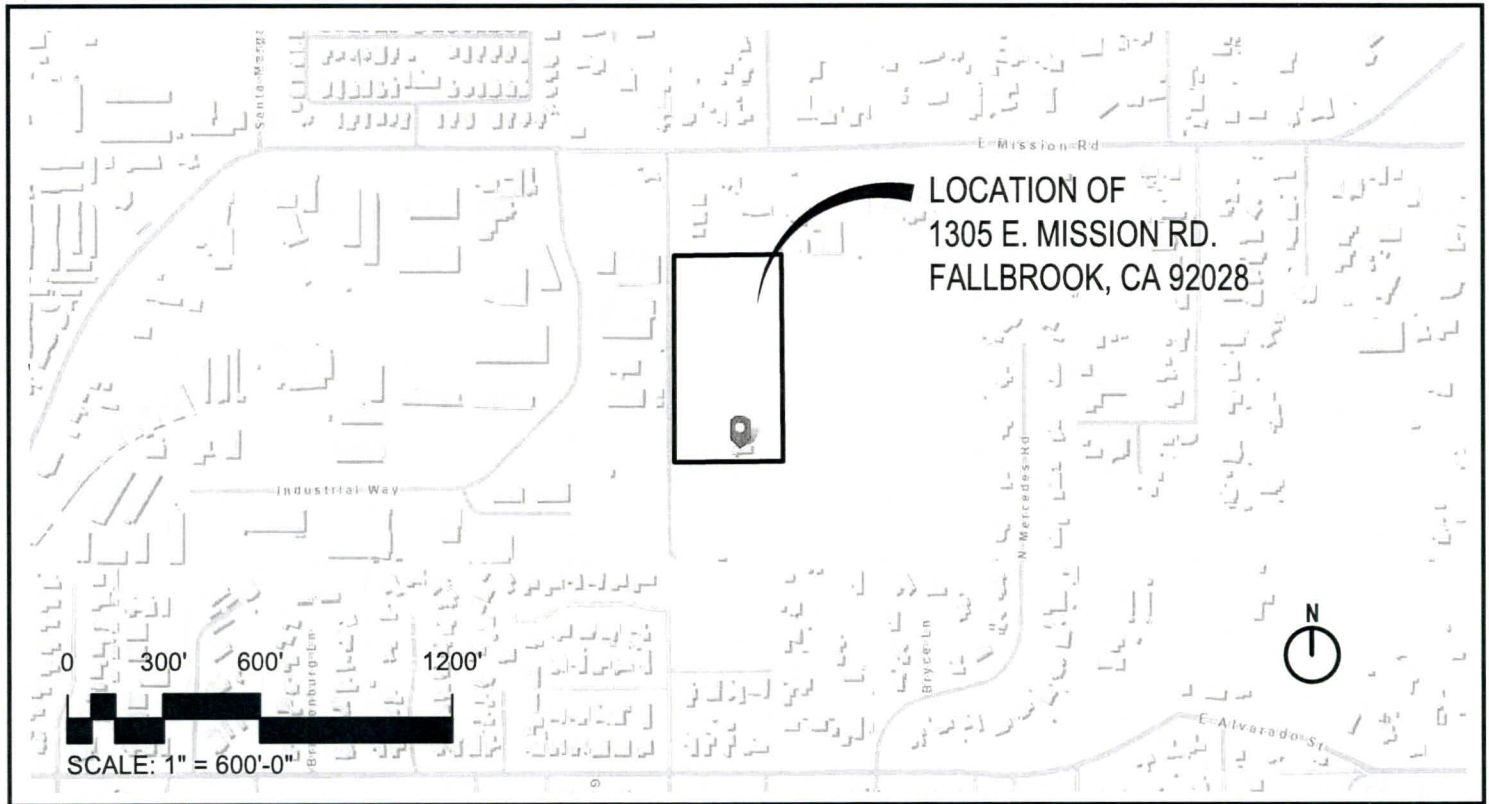 E Mission Rd
LOCATION OF
1305 E. MISSION RD.
FALLBROOK, CA 92028
Industrial Way
N Mercedes Rd
Bryce Ln
N
E Alvarado St
0 300' 600' 1200'
SCALE: 1" = 600'-0"